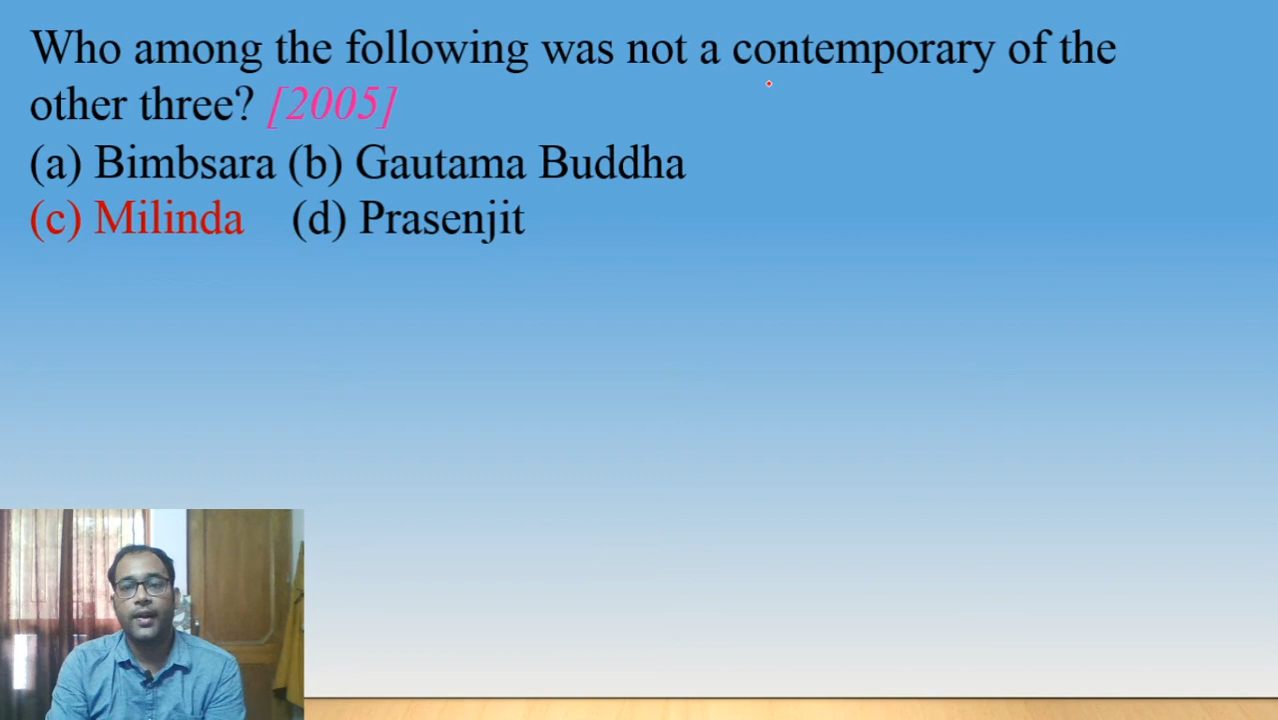 Who among the following was not a contemporary of the
other three? [2005]
(a) Bimbsara (b) Gautama Buddha
(c) Milinda (d) Prasenjit